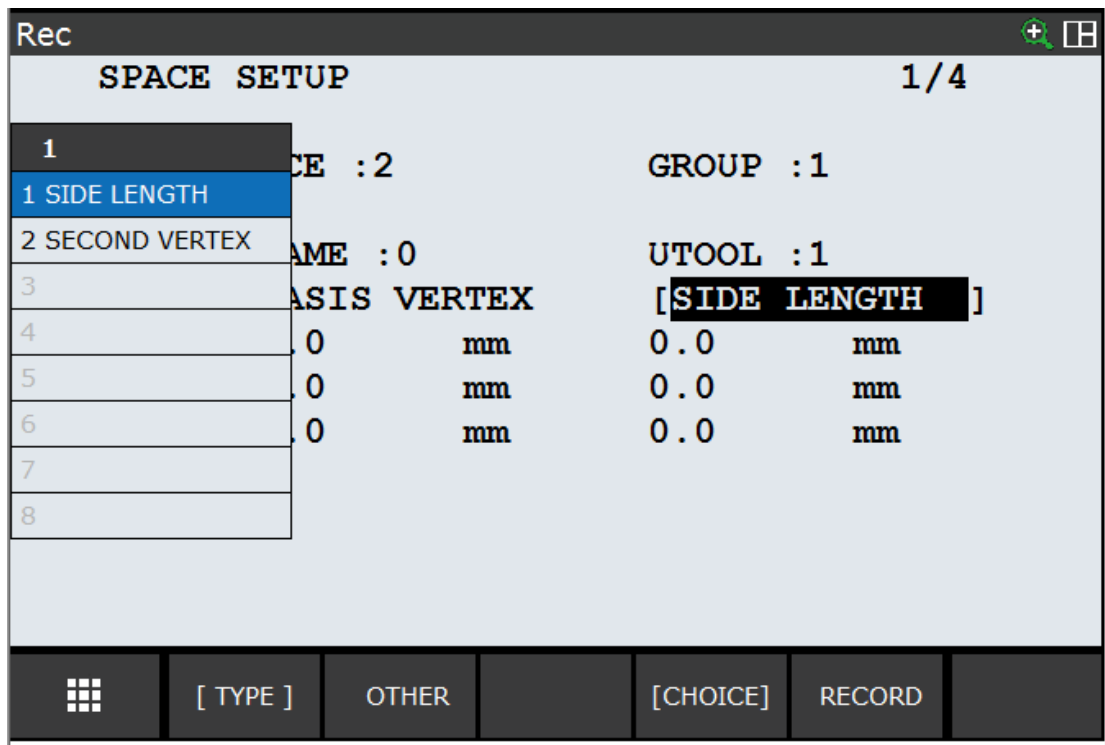 Rec
SPACE SETUP 1/4
1
1 SIDE LENGTH
2 SECOND VERTEX
3
4
5
6
7
8
CE :2 GROUP :1
AME :0 UTOOL :1
ASIS VERTEX [SIDE LENGTH ]
.0 mm 0.0 mm
.0 mm 0.0 mm
.0 mm 0.0 mm
[ TYPE ] OTHER [CHOICE] RECORD